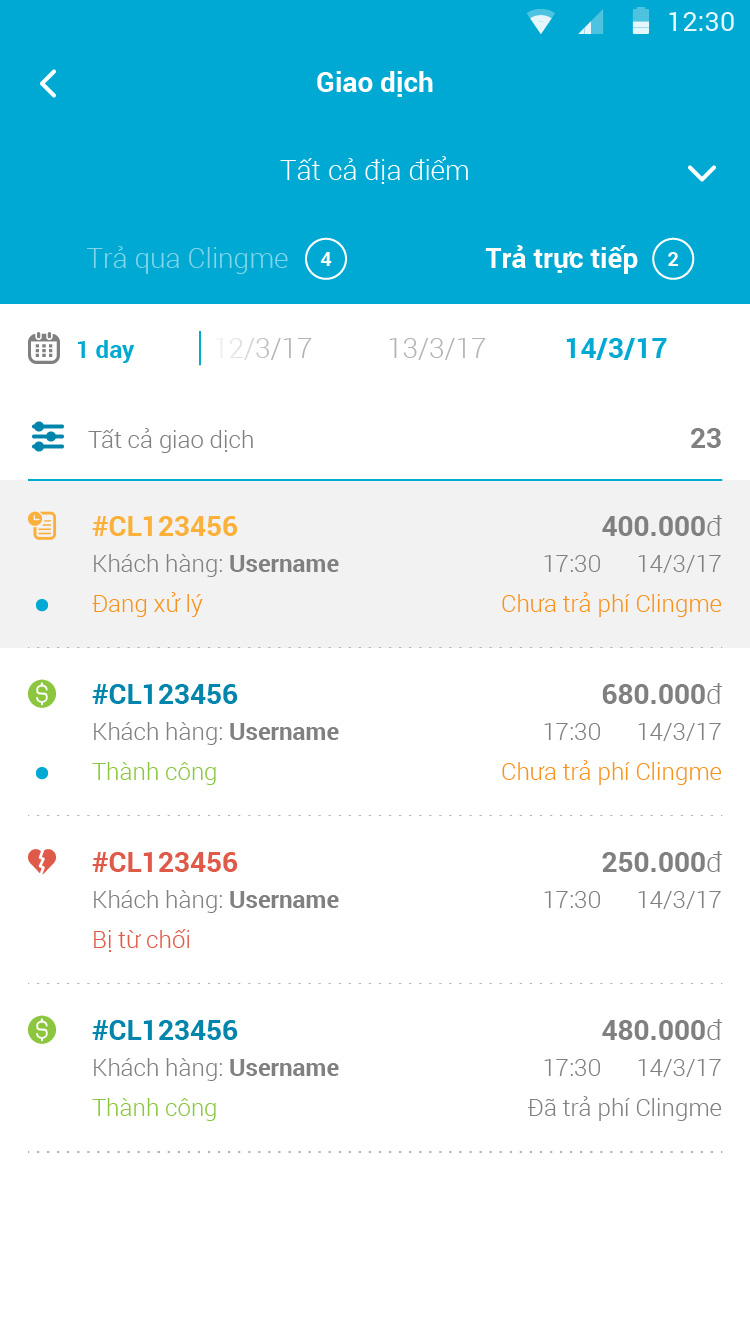 12:30
Giao dịch
Tất cả địa điểm
Trả qua Clingme 4 Trả trực tiếp 2
1 day 12/3/17 13/3/17 14/3/17
Tất cả giao dịch 23
#CL123456 400.000đ
Khách hàng: Username 17:30 14/3/17
Đang xử lý Chưa trả phí Clingme
#CL123456 680.000đ
Khách hàng: Username 17:30 14/3/17
Thành công Chưa trả phí Clingme
#CL123456 250.000đ
Khách hàng: Username 17:30 14/3/17
Bị từ chối
#CL123456 480.000đ
Khách hàng: Username 17:30 14/3/17
Thành công Đã trả phí Clingme